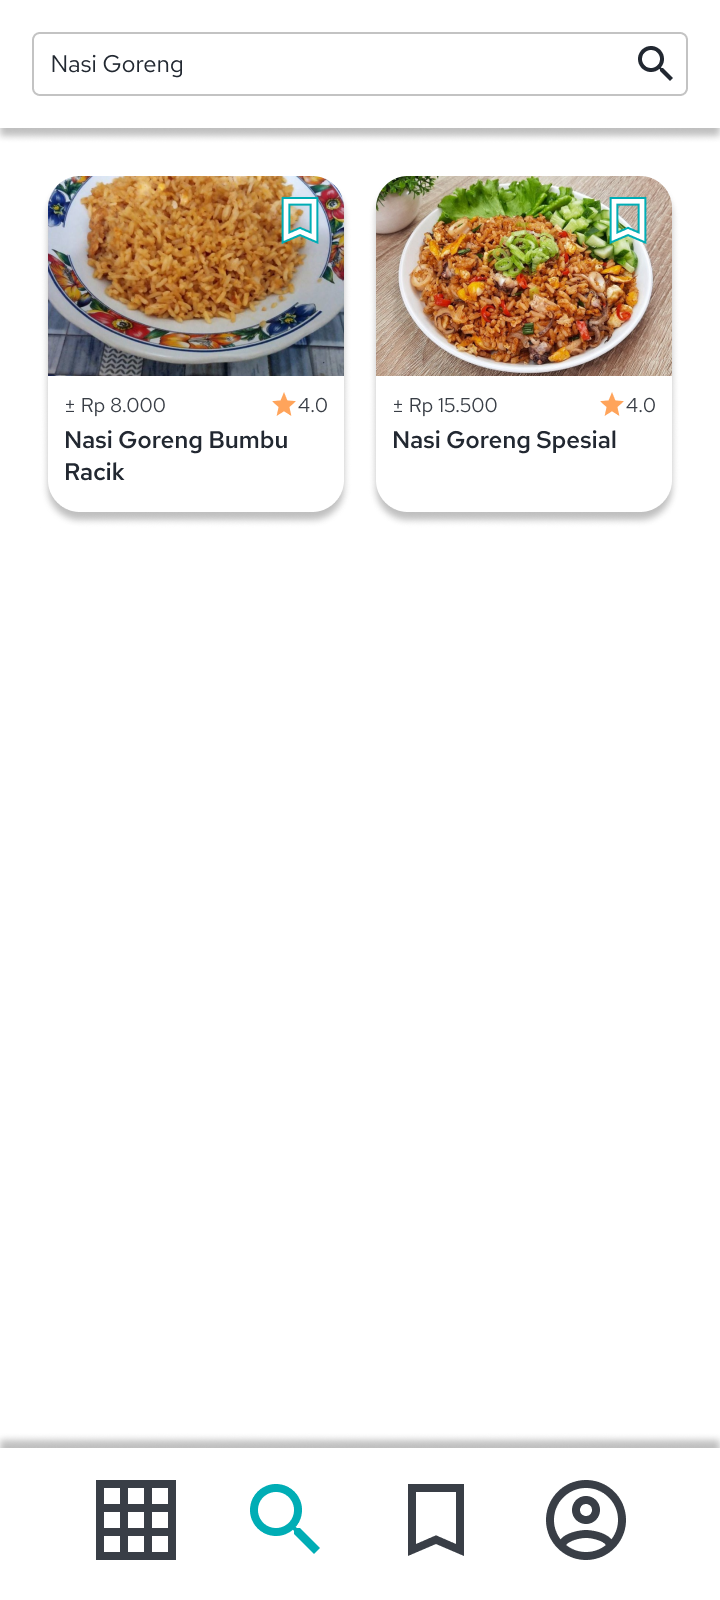 Nasi Goreng
± Rp 8.000
4.0
Nasi Goreng Bumbu
Racik
± Rp 15.500
4.0
Nasi Goreng Spesial